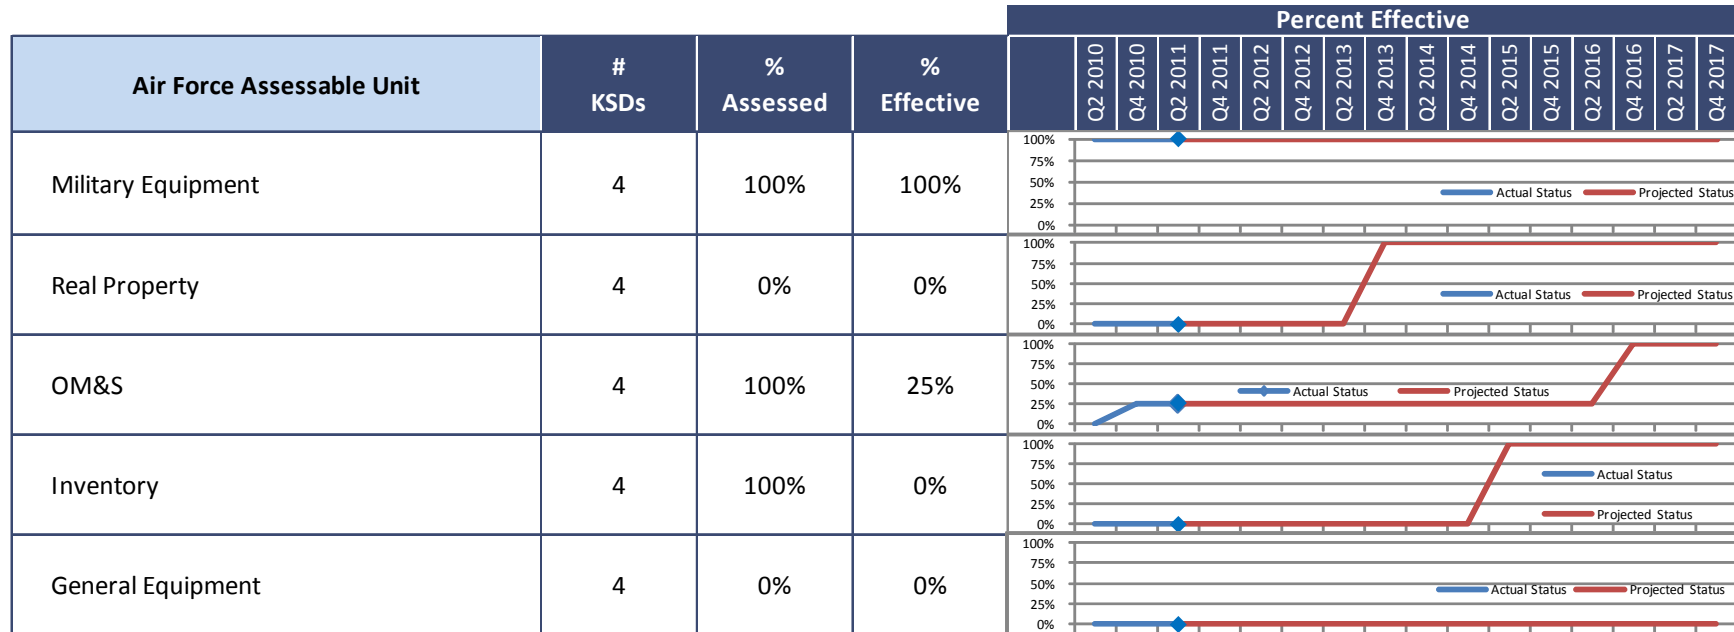 Percent Effective
Air Force Assessable Unit
#
KSDs
%
Assessed
%
Effective
Q2 2010
Q4 2010
Q2 2011
Q4 2011
Q2 2012
Q4 2012
Q2 2013
Q4 2013
Q2 2014
Q4 2014
Q2 2015
Q4 2015
Q2 2016
Q4 2016
Q2 2017
Q4 2017
Military Equipment
4
100%
100%
100%
75%
50%
25%
0%
Actual Status
Projected Status
Real Property
4
0%
0%
100%
75%
50%
25%
0%
Actual Status
Projected Status
OM&S
4
100%
25%
100%
75%
50%
25%
0%
Actual Status
Projected Status
Inventory
4
100%
0%
100%
75%
50%
25%
0%
Actual Status
Projected Status
General Equipment
4
0%
0%
100%
75%
50%
25%
0%
Actual Status
Projected Status